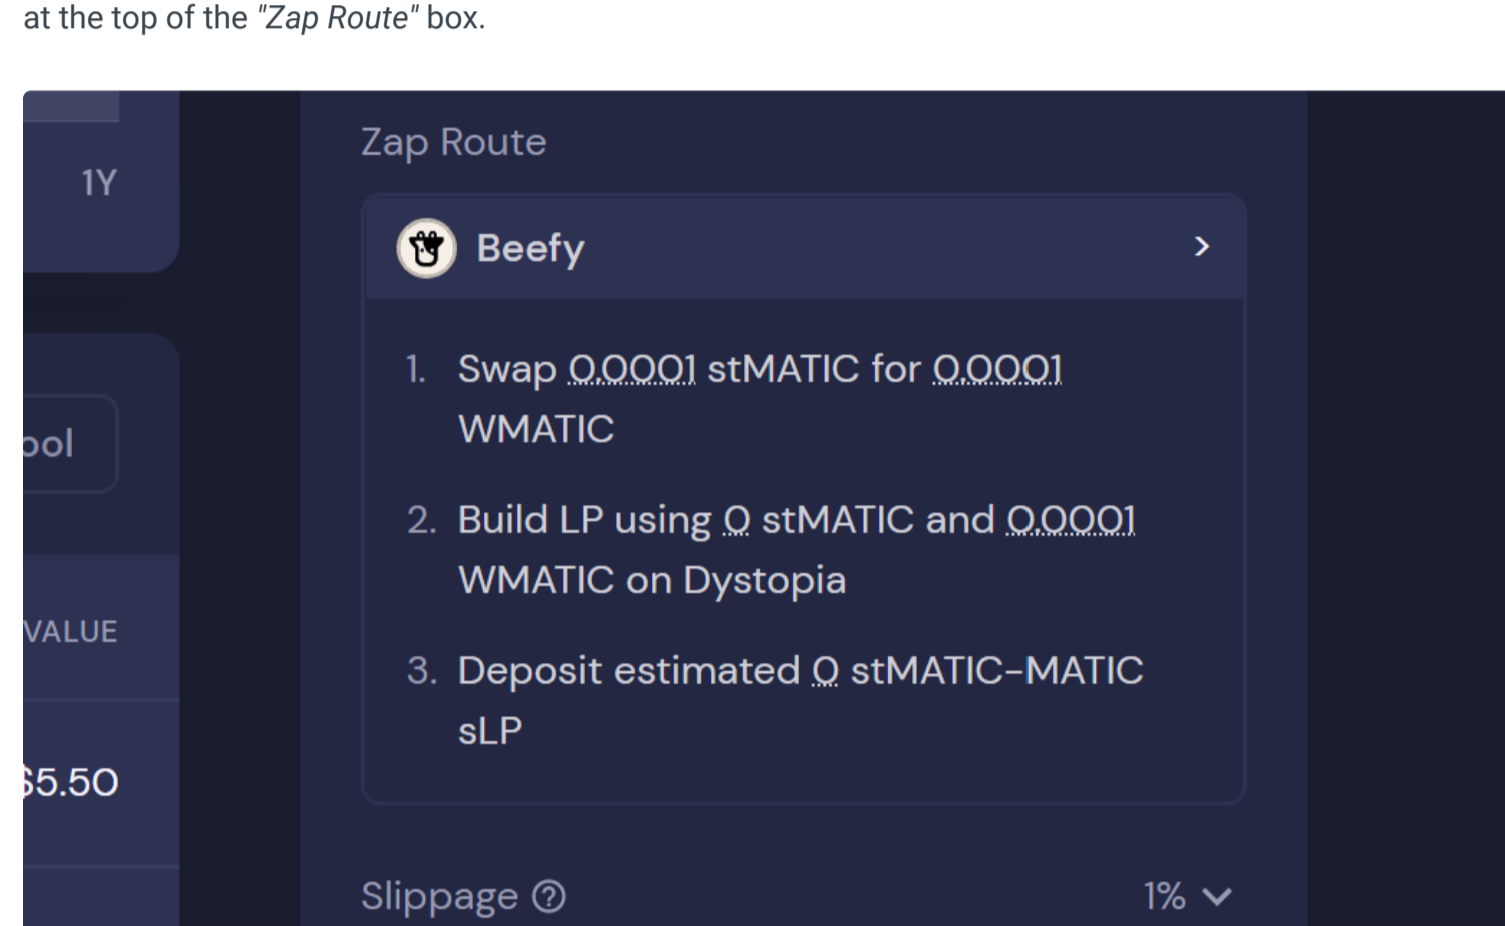 at the top of the "Zap Route" box.
Zap Route
1Y
Beefy
1. Swap 0.0001 stMATIC for 0.0001
WMATIC
ool
2. Build LP using 0 stMATIC and 0.0001
WMATIC on Dystopia
VALUE
3. Deposit estimated 0 stMATIC-MATIC
sLP
$5.50
Slippage ?
1%